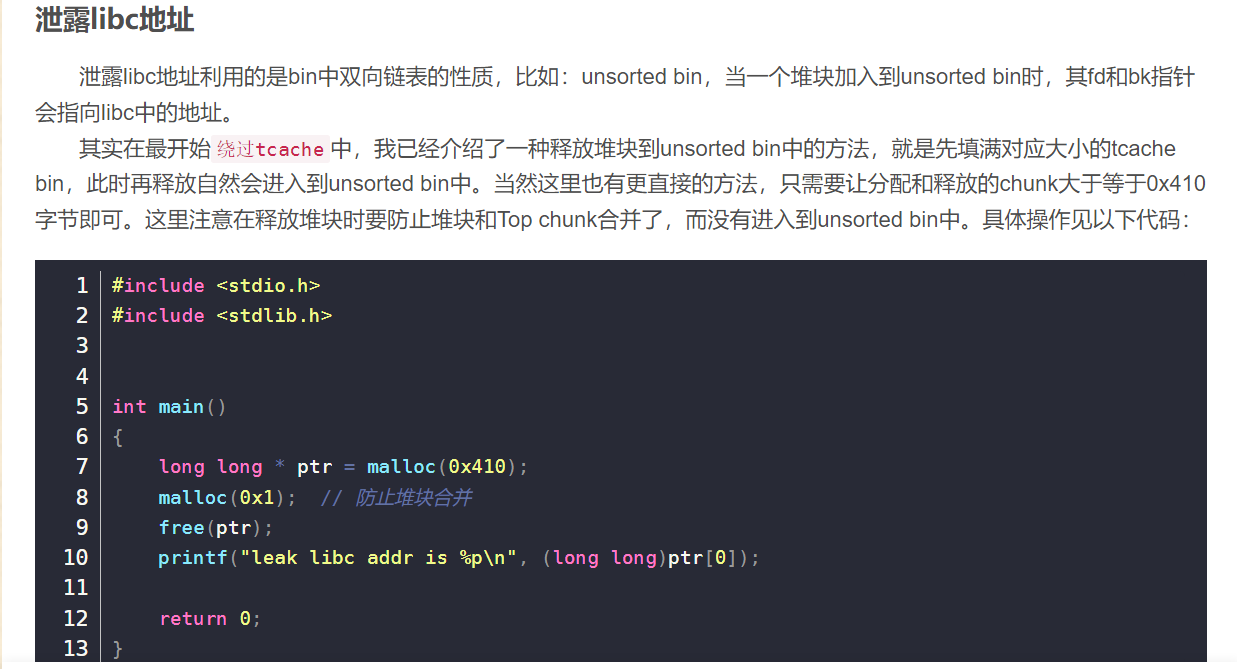 泄露libc地址
泄露libc地址利用的是bin中双向链表的性质，比如：unsorted bin，当一个堆块加入到unsorted bin时，其fd和bk指针
会指向libc中的地址。
其实在最开始 绕过tcache 中，我已经介绍了一种释放堆块到unsorted bin中的方法，就是先填满对应大小的tcache
bin，此时再释放自然会进入到unsorted bin中。当然这里也有更直接的方法，只需要让分配和释放的chunk大于等于0x410
字节即可。这里注意在释放堆块时要防止堆块和Top chunk合并了，而没有进入到unsorted bin中。具体操作见以下代码：
1 #include <stdio.h>
2 #include <stdlib.h>
3
4
5 int main()
6 {
7     long long * ptr = malloc(0x410);
8     malloc(0x1);  // 防止堆块合并
9     free(ptr);
10     printf("leak libc addr is %p\n", (long long)ptr[0]);
11
12     return 0;
13 }